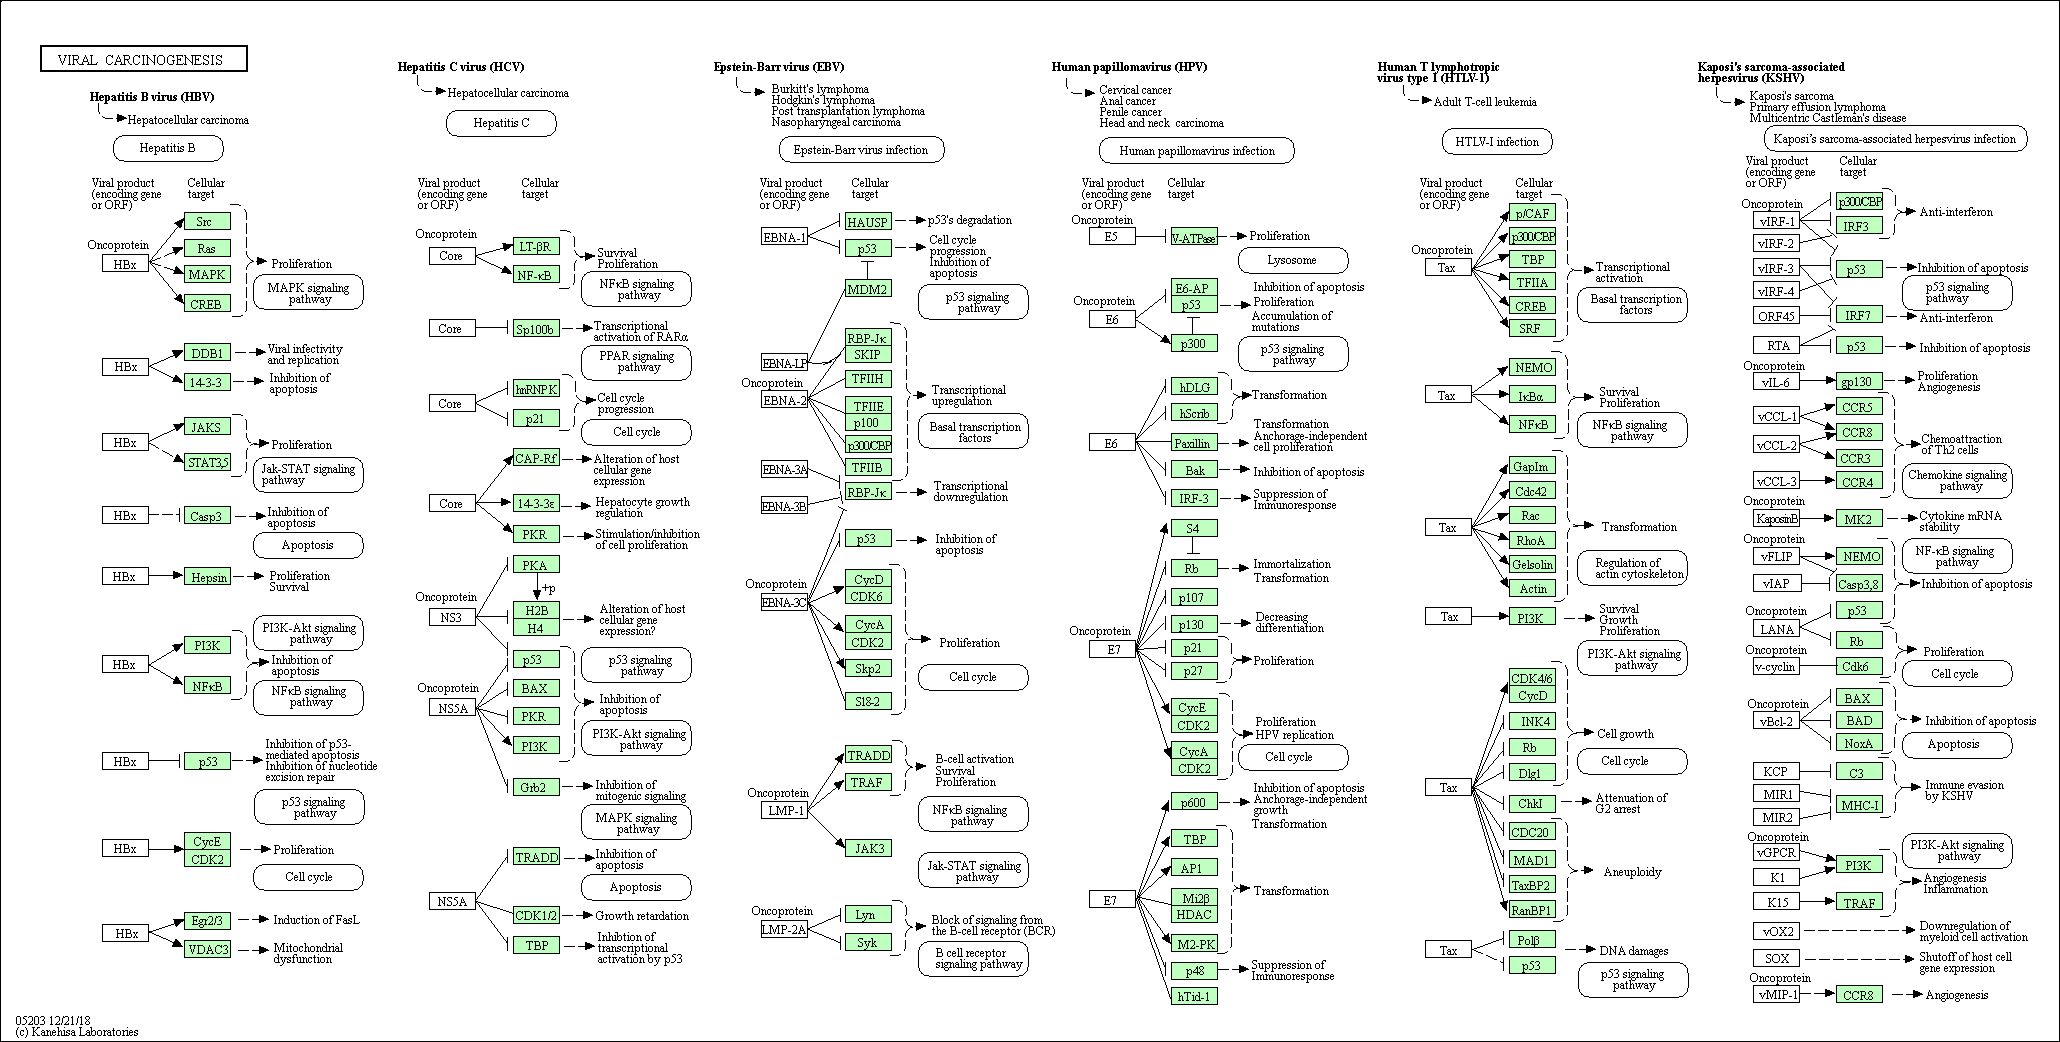 VIRAL CARCINOGENESIS
Hepatitis B virus (HBV)
Hepatocellular carcinoma
Hepatitis B
Viral product
(encoding gene
or ORF)
Cellular
target
Oncoprotein
HBx
Src
Ras
MAPK
CREB
Proliferation
MAPK signaling
pathway
HBx
DDB1
14-3-3
Viral infectivity
and replication
Inhibition of
apoptosis
HBx
JAKS
STAT3,5
Proliferation
Jak-STAT signaling
pathway
HBx
Casp3
Inhibition of
apoptosis
Apoptosis
HBx
Hepsin
Proliferation
Survival
PI3K-Akt signaling
pathway
HBx
PI3K
NFκB
Inhibition of
apoptosis
NFκB signaling
pathway
HBx
p53
Inhibition of p53-
mediated apoptosis
Inhibition of nucleotide
excision repair
p53 signaling
pathway
HBx
CycE
CDK2
Proliferation
Cell cycle
HBx
Egr2/3
VDAC3
Induction of FasL
Mitochondrial
dysfunction
05203 12/21/18
(c) Kanehisa Laboratories
Hepatitis C virus (HCV)
Hepatocellular carcinoma
Hepatitis C
Viral product
(encoding gene
or ORF)
Cellular
target
Oncoprotein
Core
LT-βR
NF-κB
Survival
Proliferation
NFκB signaling
pathway
Core
Sp100b
Transcriptional
activation of RARα
PPAR signaling
pathway
Core
hnRNPK
p21
Cell cycle
progression
Cell cycle
Core
CAP-Rf
14-3-3ε
PKR
Alteration of host
cellular gene
expression
Hepatocyte growth
regulation
Stimulation/inhibition
of cell proliferation
Oncoprotein
NS3
PKA
+p
H2B
H4
Alteration of host
cellular gene
expression?
p53
p53 signaling
pathway
Oncoprotein
NS5A
BAX
PKR
PI3K
Inhibition of
apoptosis
PI3K-Akt signaling
pathway
Grb2
Inhibition of
mitogenic signaling
MAPK signaling
pathway
NS5A
TRADD
CDK1/2
TBP
Inhibition of
apoptosis
Apoptosis
Growth retardation
Inhibtion of
transcriptional
activation by p53
Epstein-Barr virus (EBV)
Burkitt's lymphoma
Hodgkin's lymphoma
Post transplantation lymphoma
Nasopharyngeal carcinoma
Epstein-Barr virus infection
Viral product
(encoding gene
or ORF)
Cellular
target
EBNA-1
HAUSP
p53
MDM2
p53's degradation
Cell cycle
progression
Inhibition of
apoptosis
p53 signaling
pathway
EBNA-LP
Oncoprotein
EBNA-2
RBP-Jκ
SKIP
TFIIH
TFIIE
p100
p300/CBP
TFIIB
Transcriptional
upregulation
Basal transcription
factors
EBNA-3A
EBNA-3B
RBP-Jκ
Transcriptional
downregulation
p53
Inhibition of
apoptosis
Oncoprotein
EBNA-3C
CycD
CDK6
CycA
CDK2
Skp2
S18-2
Proliferation
Cell cycle
Oncoprotein
LMP-1
TRADD
TRAF
JAK3
B-cell activation
Survival
Proliferation
NFκB signaling
pathway
Jak-STAT signaling
pathway
Oncoprotein
LMP-2A
Lyn
Syk
Block of signaling from
the B-cell receptor (BCR)
B cell receptor
signaling pathway
Human papillomavirus (HPV)
Cervical cancer
Anal cancer
Penile cancer
Head and neck carcinoma
Human papillomavirus infection
Viral product
(encoding gene
or ORF)
Cellular
target
Oncoprotein
E5
V-ATPase
Proliferation
Lysosome
Oncoprotein
E6
E6-AP
p53
p300
Inhibition of apoptosis
Proliferation
Accumulation of
mutations
p53 signaling
pathway
E6
hDLG
hScrib
Paxillin
Bak
IRF-3
Transformation
Transformation
Anchorage-independent
cell proliferation
Inhibition of apoptosis
Suppression of
Immunoresponse
Oncoprotein
E7
S4
Rb
p107
p130
p21
p27
CycE
CDK2
CycA
CDK2
Immortalization
Transformation
Decreasing
differentiation
Proliferation
Proliferation
HPV replication
Cell cycle
E7
p600
TBP
AP1
Mi2β
HDAC
M2-PK
p48
hTid-1
Inhibition of apoptosis
Anchorage-independent
growth
Transformation
Transformation
Suppression of
Immunoresponse
Human T lymphotropic
virus type 1 (HTLV-1)
Adult T-cell leukemia
HTLV-I infection
Viral product
(encoding gene
or ORF)
Cellular
target
Oncoprotein
Tax
p/CAF
p300/CBP
TBP
TFIIA
CREB
SRF
Transcriptional
activation
Basal transcription
factors
Tax
NEMO
IκBα
NFκB
Survival
Proliferation
NFκB signaling
pathway
Tax
GapIm
Cdc42
Rac
RhoA
Gelsolin
Actin
Transformation
Regulation of
actin cytoskeleton
Tax
PI3K
Survival
Growth
Proliferation
PI3K-Akt signaling
pathway
Tax
CDK4/6
CycD
INK4
Rb
Dlg1
ChkI
CDC20
MAD1
TaxBP2
RanBP1
Cell growth
Cell cycle
Attenuation of
G2 arrest
Aneuploidy
Tax
Polβ
p53
DNA damages
p53 signaling
pathway
Kaposi's sarcoma-associated
herpesvirus (KSHV)
Kaposi's sarcoma
Primary effusion lymphoma
Multicentric Castleman's disease
Kaposi's sarcoma-associated herpesvirus infection
Viral product
(encoding gene
or ORF)
Cellular
target
Oncoprotein
vIRF-1
vIRF-2
vIRF-3
vIRF-4
ORF45
RTA
p300/CBP
IRF3
p53
IRF7
p53
Anti-interferon
Inhibition of apoptosis
p53 signaling
pathway
Anti-interferon
Inhibition of apoptosis
vIL-6
gp130
Proliferation
Angiogenesis
vCCL-1
vCCL-2
vCCL-3
CCR5
CCR8
CCR3
CCR4
Chemoattraction
of Th2 cells
Chemokine signaling
pathway
Oncoprotein
KaposinB
MK2
Cytokine mRNA
stability
Oncoprotein
vFLIP
vIAP
NEMO
Casp3,8
NF-κB signaling
pathway
Inhibition of apoptosis
Oncoprotein
LANA
p53
Rb
Oncoprotein
v-cyclin
Cdk6
Proliferation
Cell cycle
Oncoprotein
vBcl-2
BAX
BAD
NoxA
Inhibition of apoptosis
Apoptosis
KCP
MIR1
MIR2
C3
MHC-I
Immune evasion
by KSHV
Oncoprotein
vGPCR
K1
K15
PI3K
TRAF
PI3K-Akt signaling
pathway
Angiogenesis
Inflammation
vOX2
Downregulation of
myeloid cell activation
SOX
Shutoff of host cell
gene expression
Oncoprotein
vMIP-1
CCR8
Angiogenesis